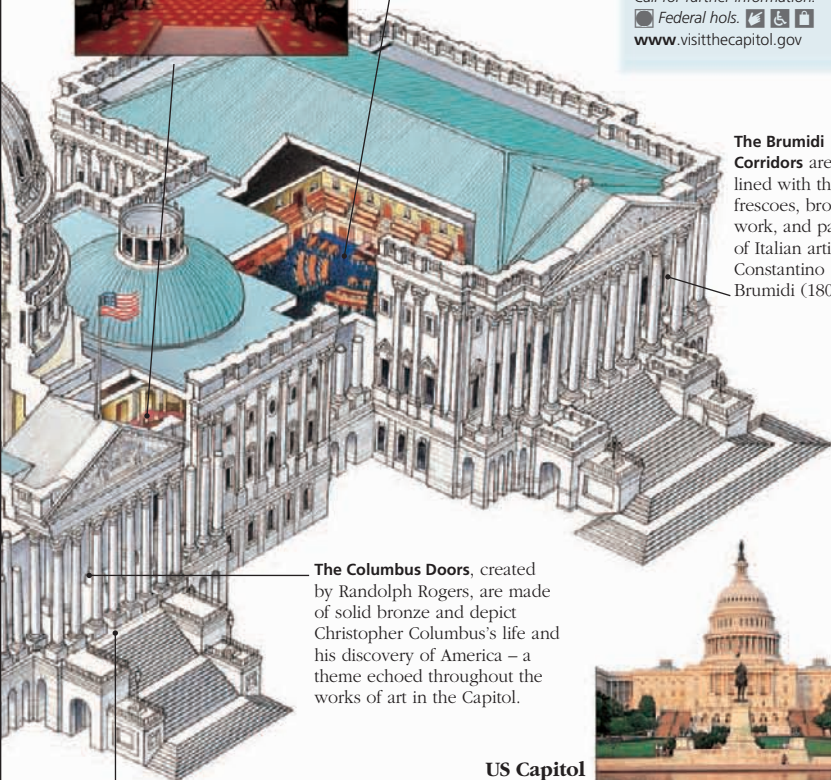 Call for further information.
Federal hols.
www.visitthecapitol.gov
The Brumidi
Corridors are
lined with th
frescoes, bro
work, and pa
of Italian arti
Constantino
Brumidi (180
The Columbus Doors, created
by Randolph Rogers, are made
of solid bronze and depict
Christopher Columbus's life and
his discovery of America – a
theme echoed throughout the
works of art in the Capitol.
US Capitol